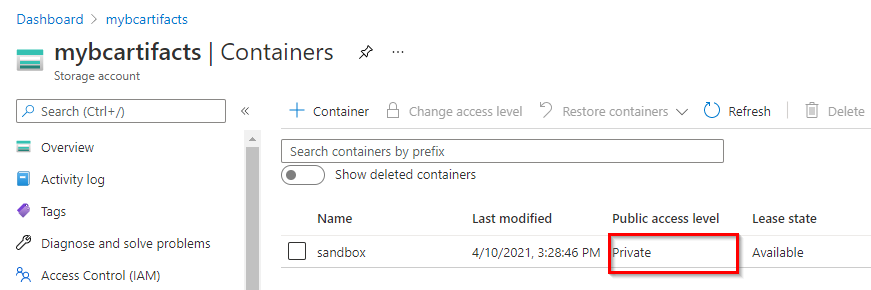 Dashboard > mybcartifacts
mybcartifacts | Containers
Storage account
Search (Ctrl+/)
Overview
Activity log
Tags
Diagnose and solve problems
Access Control (IAM)
Container Change access level Restore containers Refresh Delete
Search containers by prefix
Show deleted containers
Name Last modified Public access level Lease state
sandbox 4/10/2021, 3:28:46 PM Private Available